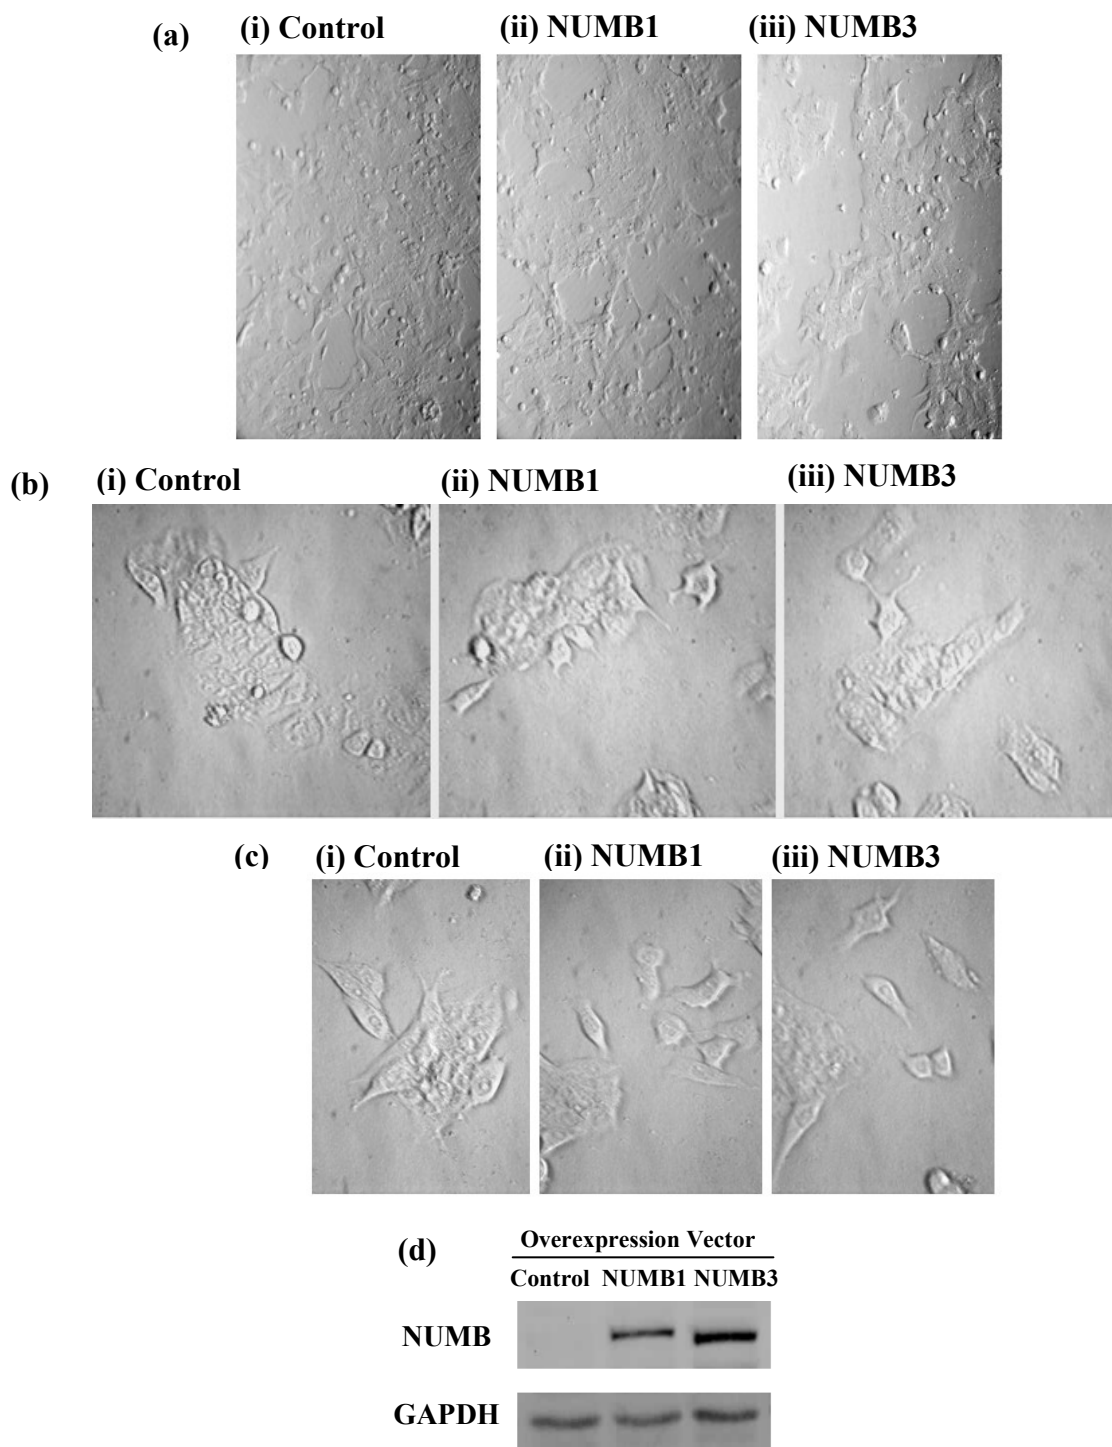 (a) (i) Control (ii) NUMB1 (iii) NUMB3
(b) (i) Control (ii) NUMB1 (iii) NUMB3
(c) (i) Control (ii) NUMB1 (iii) NUMB3
(d) Overexpression Vector
Control NUMB1 NUMB3
NUMB
GAPDH